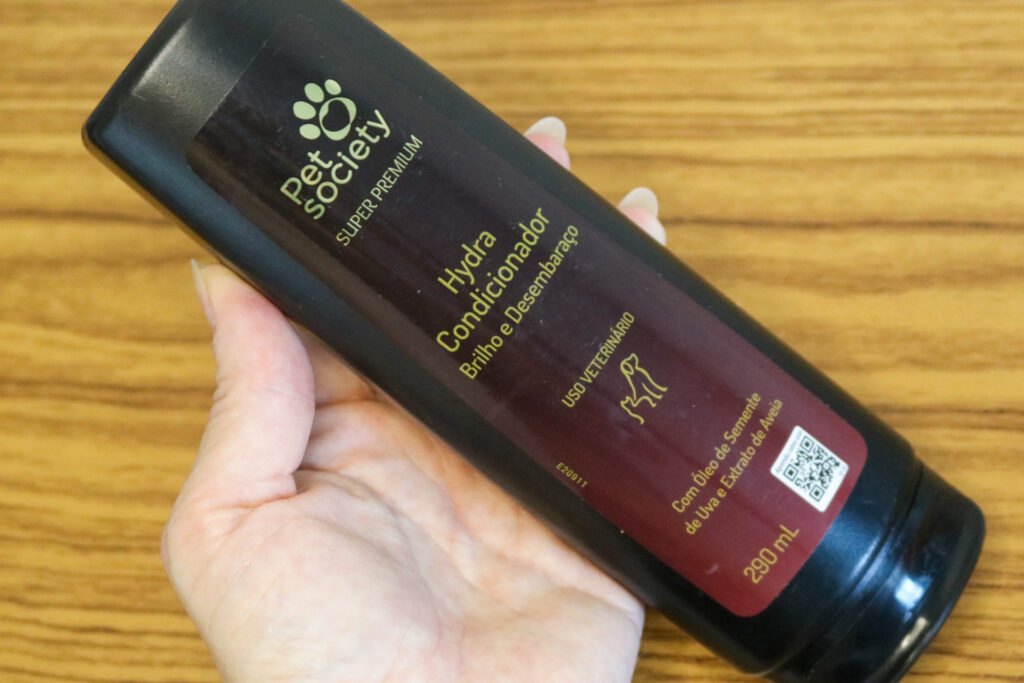 Pet
Society
SUPER PREMIUM
Hydra
Condicionador
Brilho e Desembaraço
USO VETERINÁRIO
E20811
Com Óleo de Semente
de Uva e Extrato de Aveia
290 mL